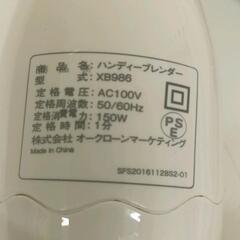 商品名:ハンディーブレンダー
型式:XB986
定格電圧:AC100V
定格周波数:50/60Hz
定格消費電力:150W
定格時間:1分
株式会社 オークローンマーケティング
Made in China
PS
E
SFS20161128S2-01